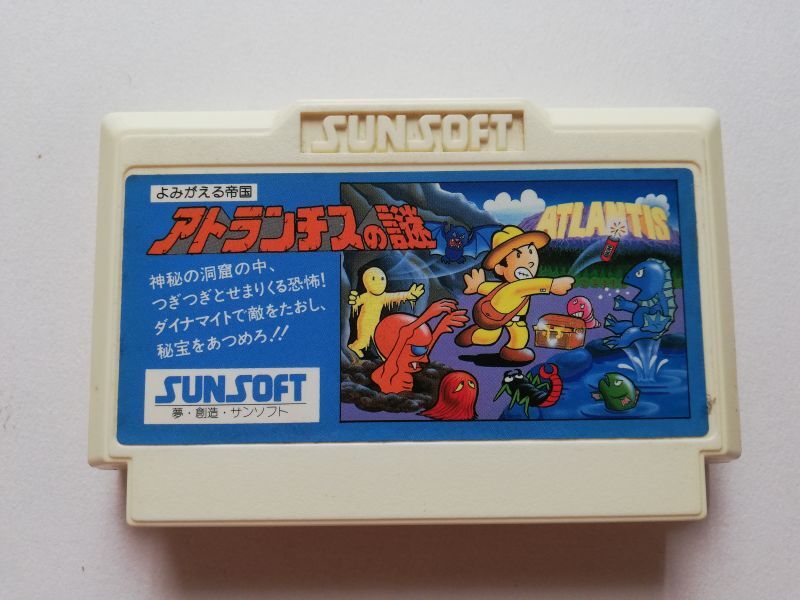 SUNSOFT
よみがえる帝国
アトランチスの謎
ATLANTIS
神秘の洞窟の中、
つぎつぎとせまりくる恐怖!
ダイナマイトで敵をたおし、
秘宝をあつめろ.!!
SUNSOFT
夢・創造・サンソフト